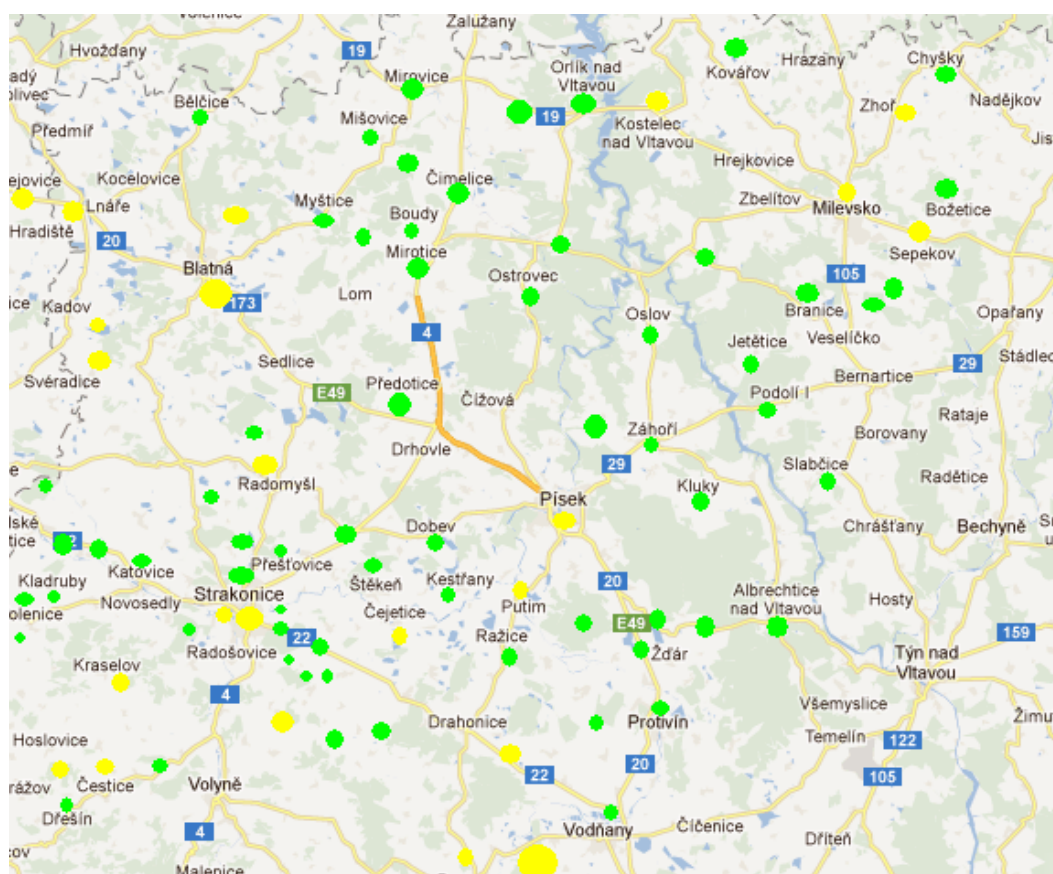 Volenice
Zalužany
Hvožďany
19
Mirovice
Orlík nad
Vltavou
Kovářov
Hrazany
Chyšky
Nadějkov
Zhoř
Bělčice
Mišovice
19
Kostelec
nad Vltavou
Předmíř
Hrejkovice
Kocelovice
Čimelice
Zbelítov
Lnáře
Myštice
Boudy
Milevsko
Božetice
Hradiště
20
Mirotice
Sepekov
Blatná
Ostrovec
105
173
Lom
Kadov
4
Oslov
Branice
Opařany
Veselíčko
Sedlice
Jetětice
29
Svéradice
Předotice
Bernartice
E49
Čížová
Podolí I
Rataje
Drhovle
Záhoří
Borovany
29
Slabčice
Radětice
Radomyšl
Kluky
Písek
Dobev
Chrášťany
Bechyně
Katovice
Přešťovice
Kladruby
Štěkeň
Kestřany
20
Albrechtice
nad Vltavou
Strakonice
Hosty
Novosedly
Čejetice
Putim
E49
22
Ražice
159
Radošovice
Žďár
Týn nad
Vltavou
Kraselov
4
Všemyslice
Drahonice
Protivín
Hoslovice
Temelín
122
22
20
105
Čestice
Volyně
Dřešín
4
Vodňany
Číčenice
Dříteň
Malenice